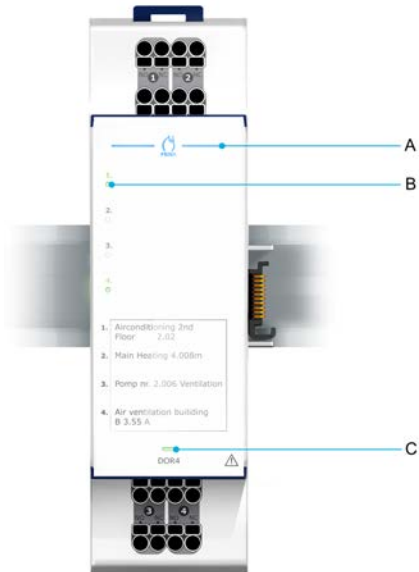 1 2
A
PRIVA
1.
B
2.
3.
4.
1. Airconditioning 2nd
Floor 2.02
2. Main Heating 4.008m
3. Pomp nr. 2.006 Ventilation
4. Air ventilation building
B 3.55 A
C
DOR4
3 4